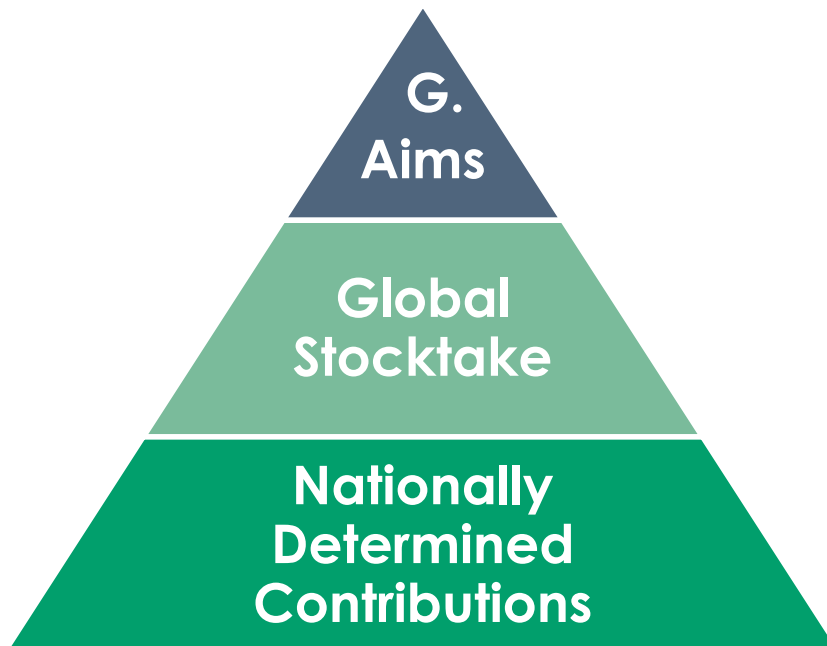 G.
Aims
Global
Stocktake
Nationally
Determined
Contributions